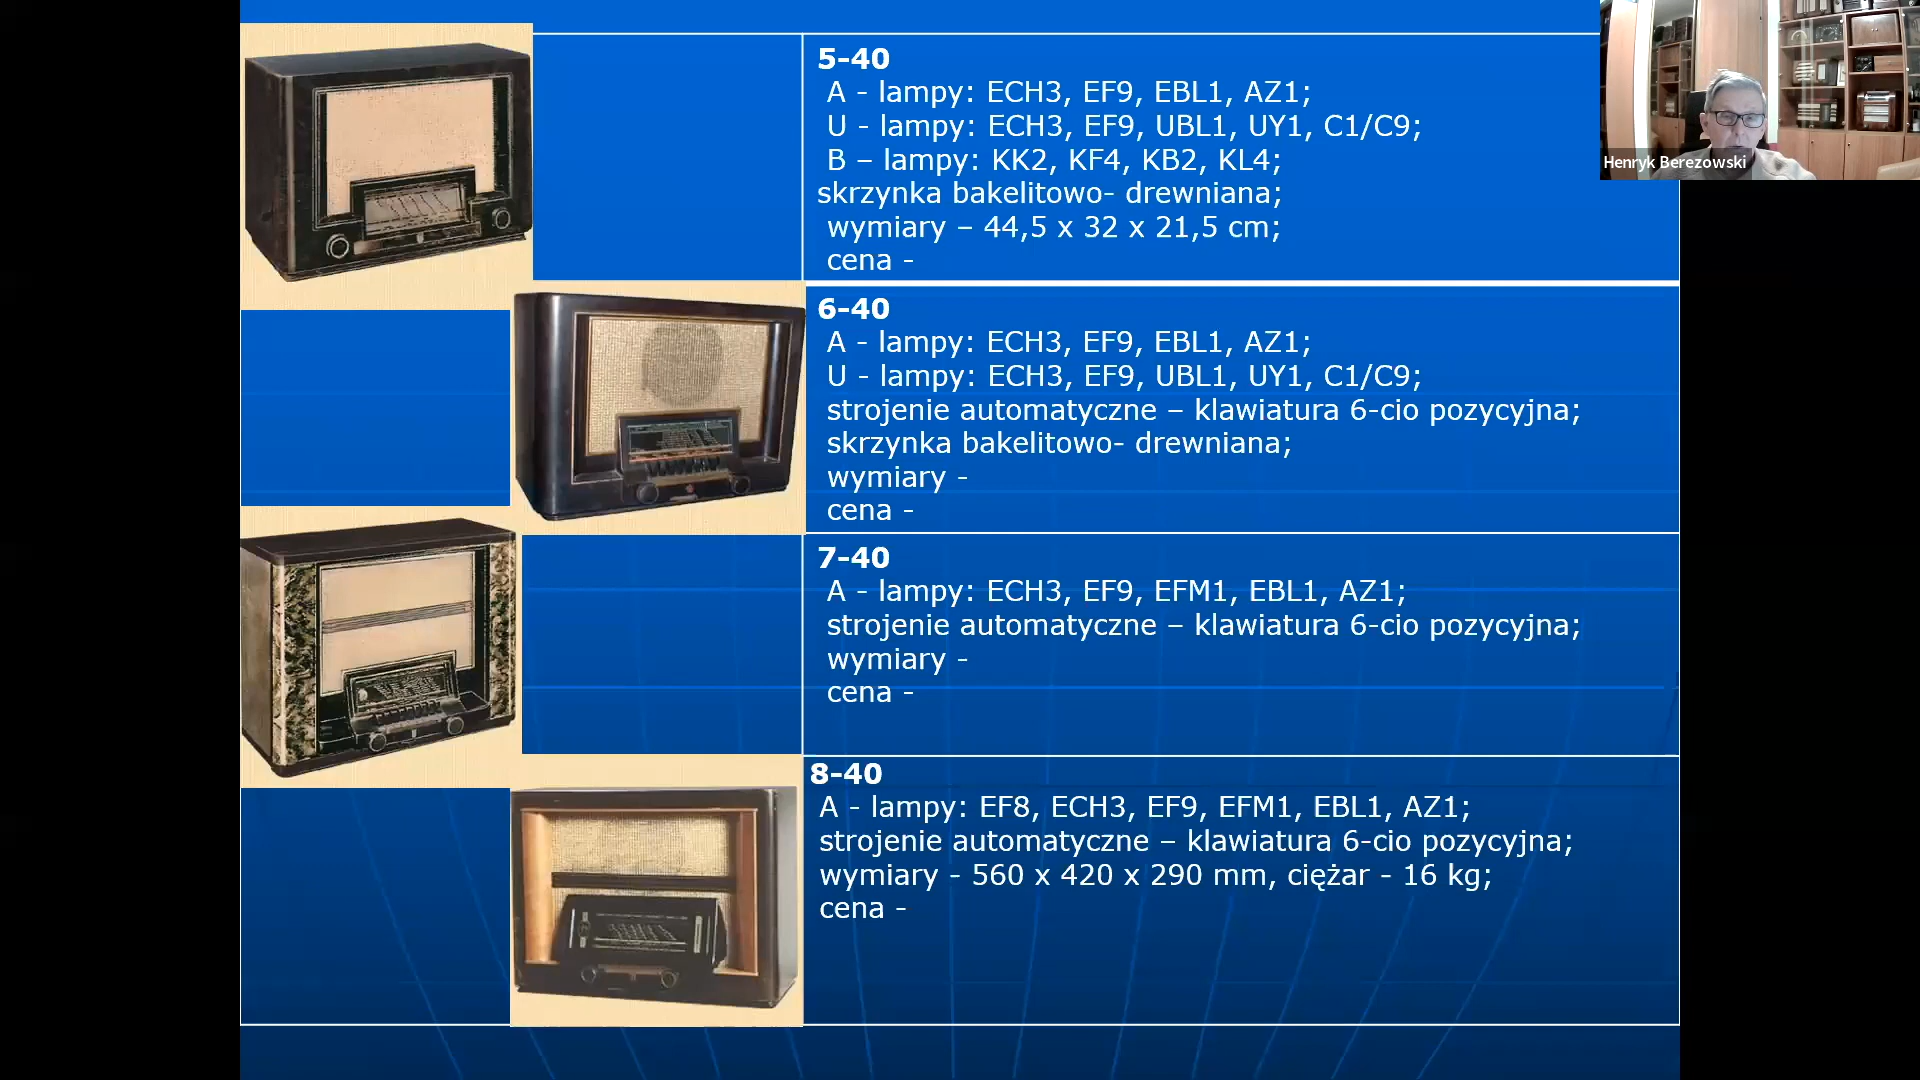 5-40
A - lampy: ECH3, EF9, EBL1, AZ1;
U - lampy: ECH3, EF9, UBL1, UY1, C1/C9;
B – lampy: KK2, KF4, KB2, KL4;
skrzynka bakelitowo- drewniana;
wymiary – 44,5 x 32 x 21,5 cm;
cena -
6-40
A - lampy: ECH3, EF9, EBL1, AZ1;
U - lampy: ECH3, EF9, UBL1, UY1, C1/C9;
strojenie automatyczne – klawiatura 6-cio pozycyjna;
skrzynka bakelitowo- drewniana;
wymiary -
cena -
7-40
A - lampy: ECH3, EF9, EFM1, EBL1, AZ1;
strojenie automatyczne – klawiatura 6-cio pozycyjna;
wymiary -
cena -
8-40
A - lampy: EF8, ECH3, EF9, EFM1, EBL1, AZ1;
strojenie automatyczne – klawiatura 6-cio pozycyjna;
wymiary - 560 x 420 x 290 mm, ciężar - 16 kg;
cena -
Henryk Berezowski